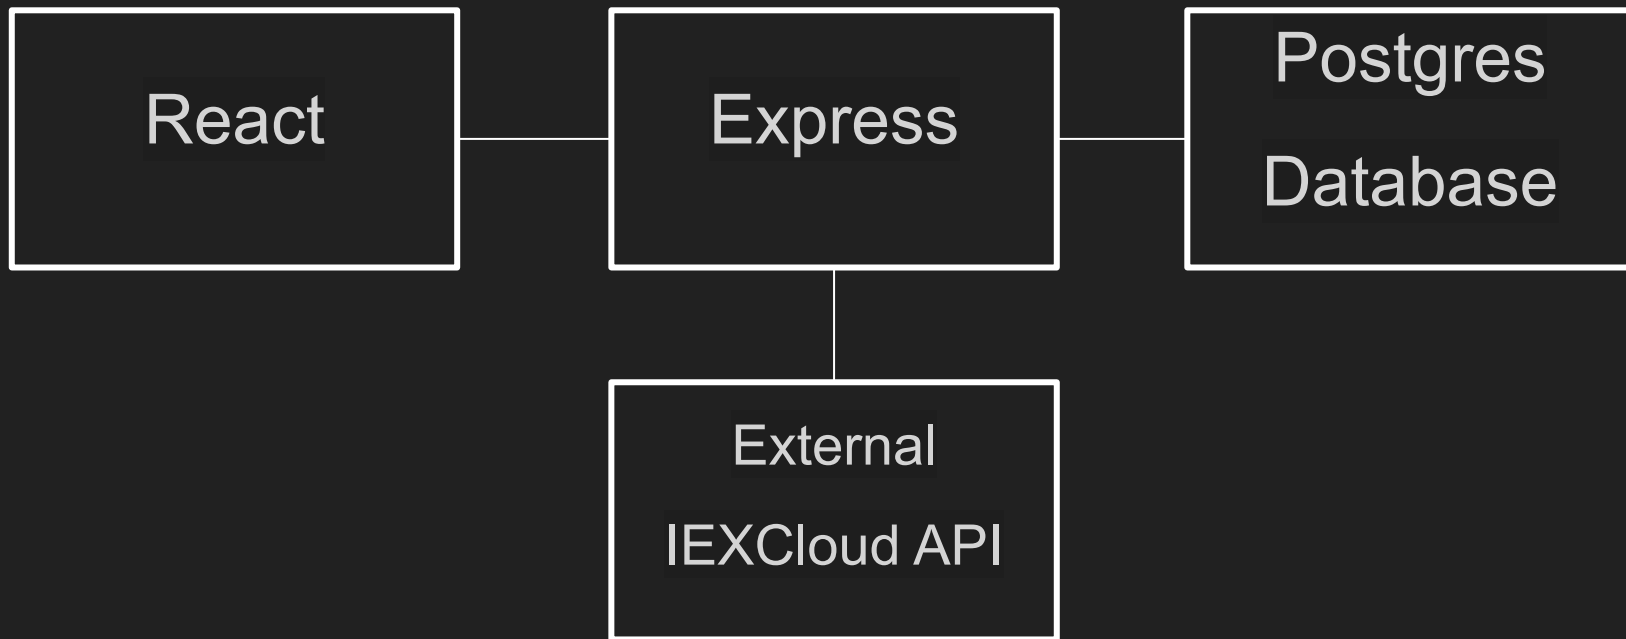 React
Express
Postgres
Database
External
IEXCloud API